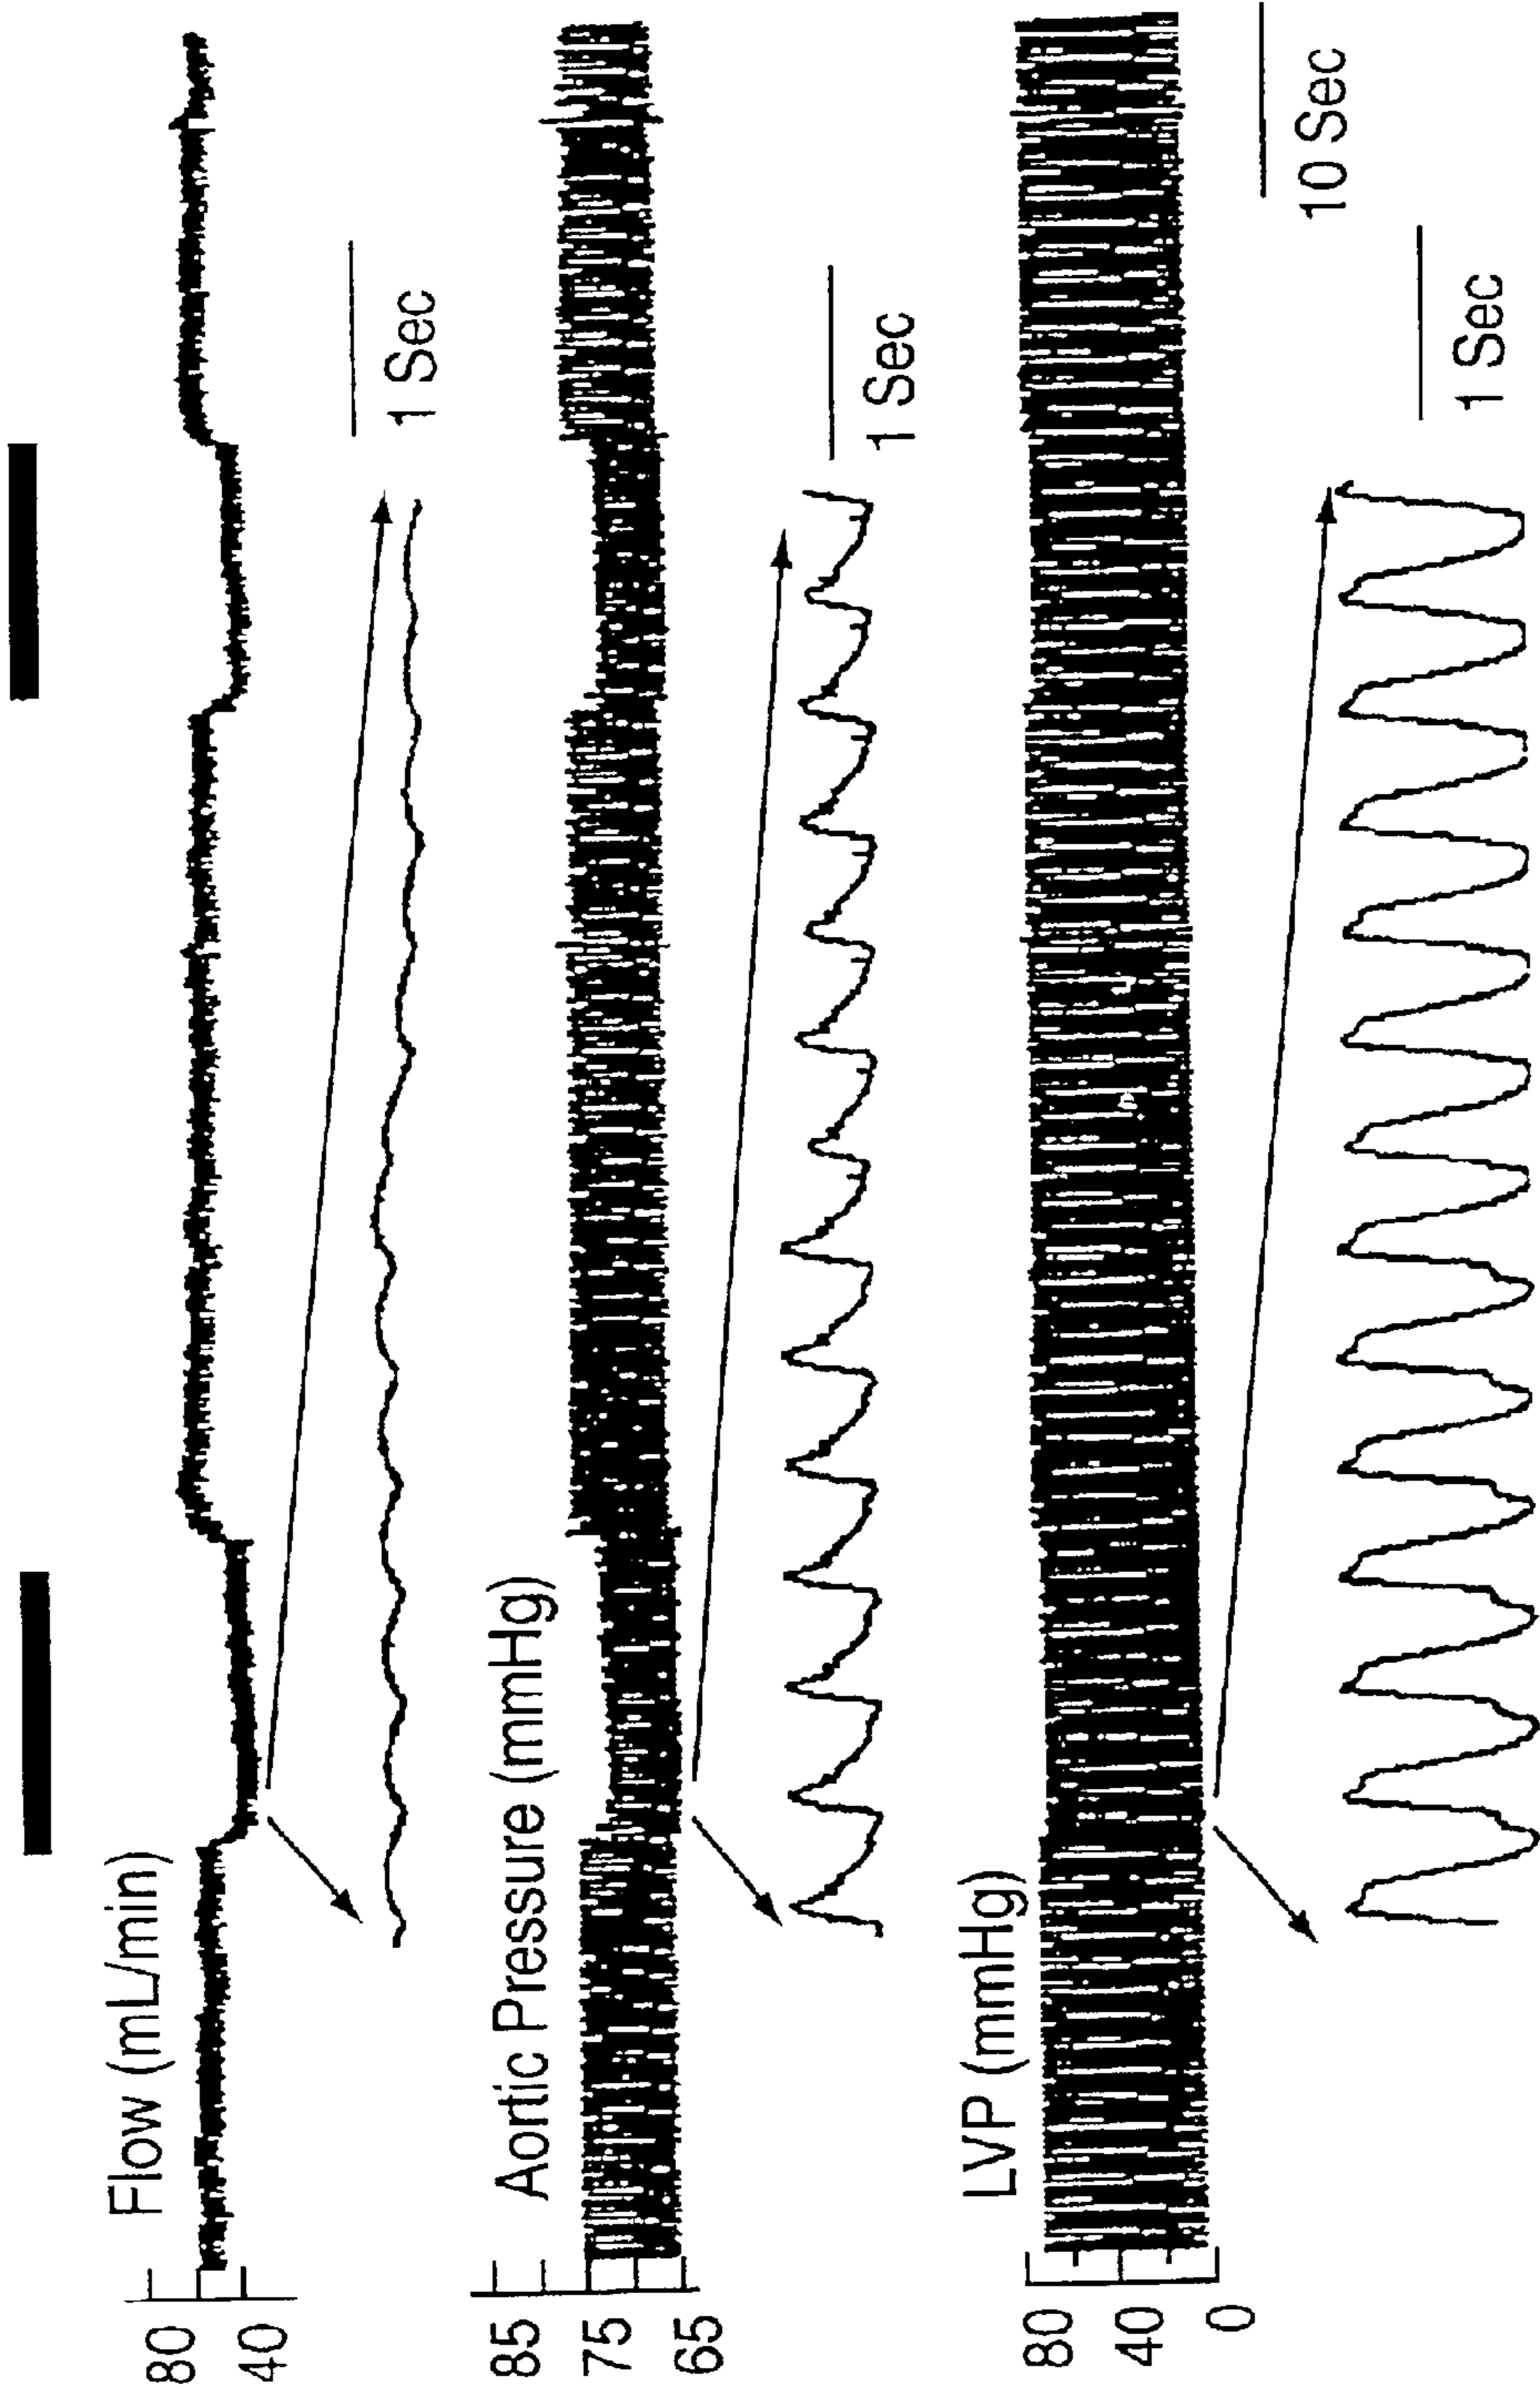 Flow (mL/min)
80
40
1 Sec
Aortic Pressure (mmHg)
85
75
65
1 Sec
LVP (mmHg)
80
40
0
10 Sec
1 Sec